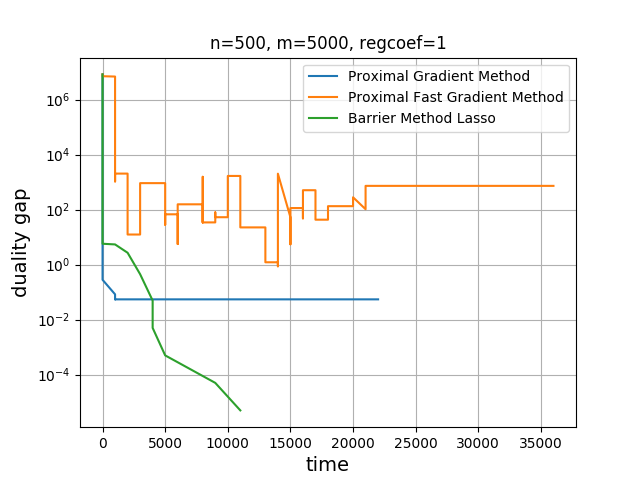 n=500, m=5000, regcoef=1
Proximal Gradient Method
Proximal Fast Gradient Method
Barrier Method Lasso
duality gap
10^6
10^4
10^2
10^0
10^−2
10^−4
0 5000 10000 15000 20000 25000 30000 35000
time